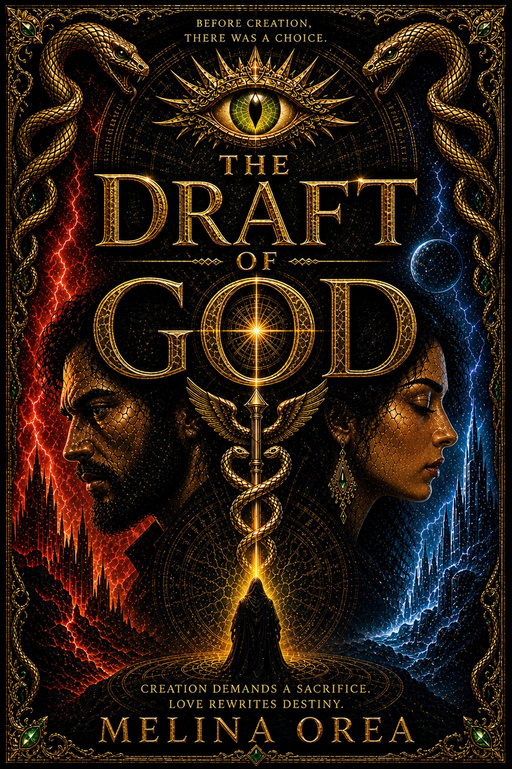 BEFORE CREATION,
THERE WAS A CHOICE.
THE
DRAFT
OF
GOD
CREATION DEMANDS A SACRIFICE.
LOVE REWRITES DESTINY.
MELINA OREA